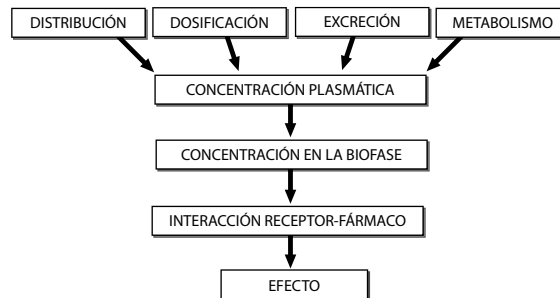 DISTRIBUCIÓN
DOSIFICACIÓN
EXCRECIÓN
METABOLISMO
CONCENTRACIÓN PLASMÁTICA
CONCENTRACIÓN EN LA BIOFASE
INTERACCIÓN RECEPTOR-FÁRMACO
EFECTO